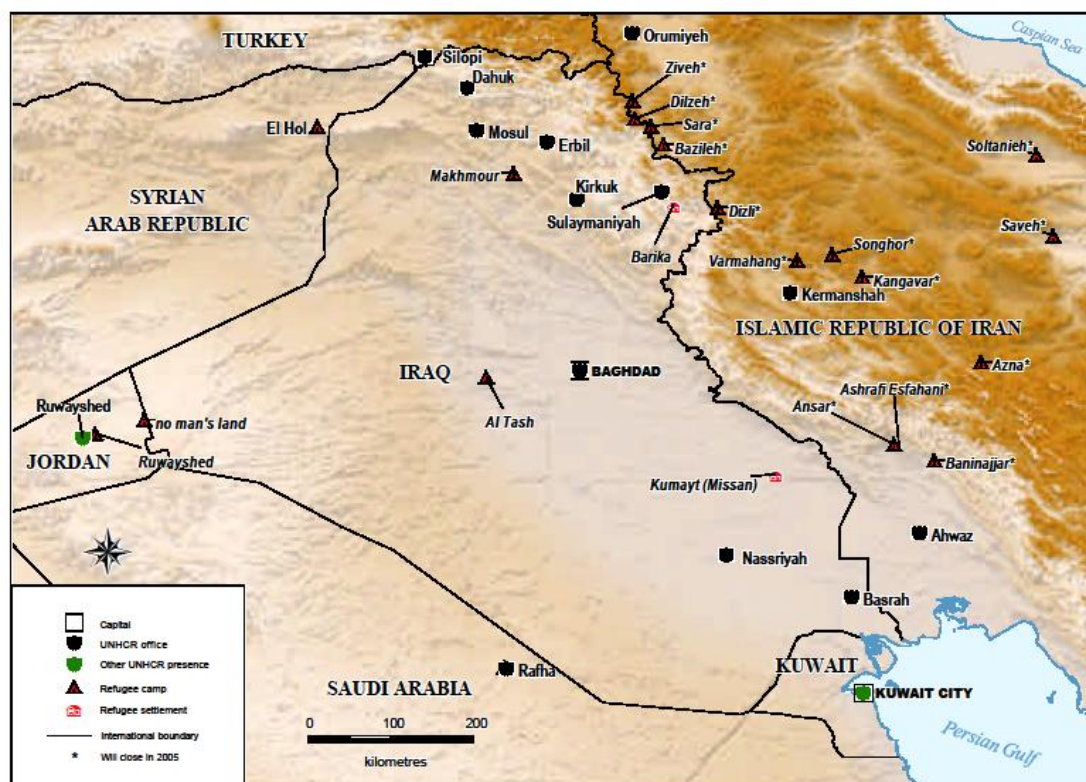 TURKEY
Caspian Sea
Orumiyeh
Silopi
Dahuk
Ziveh*
Dilzeh*
Sara*
Bazileh*
El Hol
Mosul
Erbil
Soltanieh*
Makhmour
Kirkuk
SYRIAN
ARAB REPUBLIC
Sulaymaniyah
Dizli*
Saveh*
Barika
Songhor*
Varmahang*
Kangavar*
Kermanshah
ISLAMIC REPUBLIC OF IRAN
IRAQ
BAGHDAD
Azna*
Ashrafi Esfahani*
Ansar*
Al Tash
Ruwayshed
no man's land
JORDAN
Ruwayshed
Baninajjar*
Kumayt (Missan)
Ahwaz
Nassriyah
Basrah
KUWAIT
Rafha
SAUDI ARABIA
KUWAIT CITY
Persian Gulf
0 100 200
kilometres
Capital
UNHCR office
Other UNHCR presence
Refugee camp
Refugee settlement
International boundary
* Will close in 2005